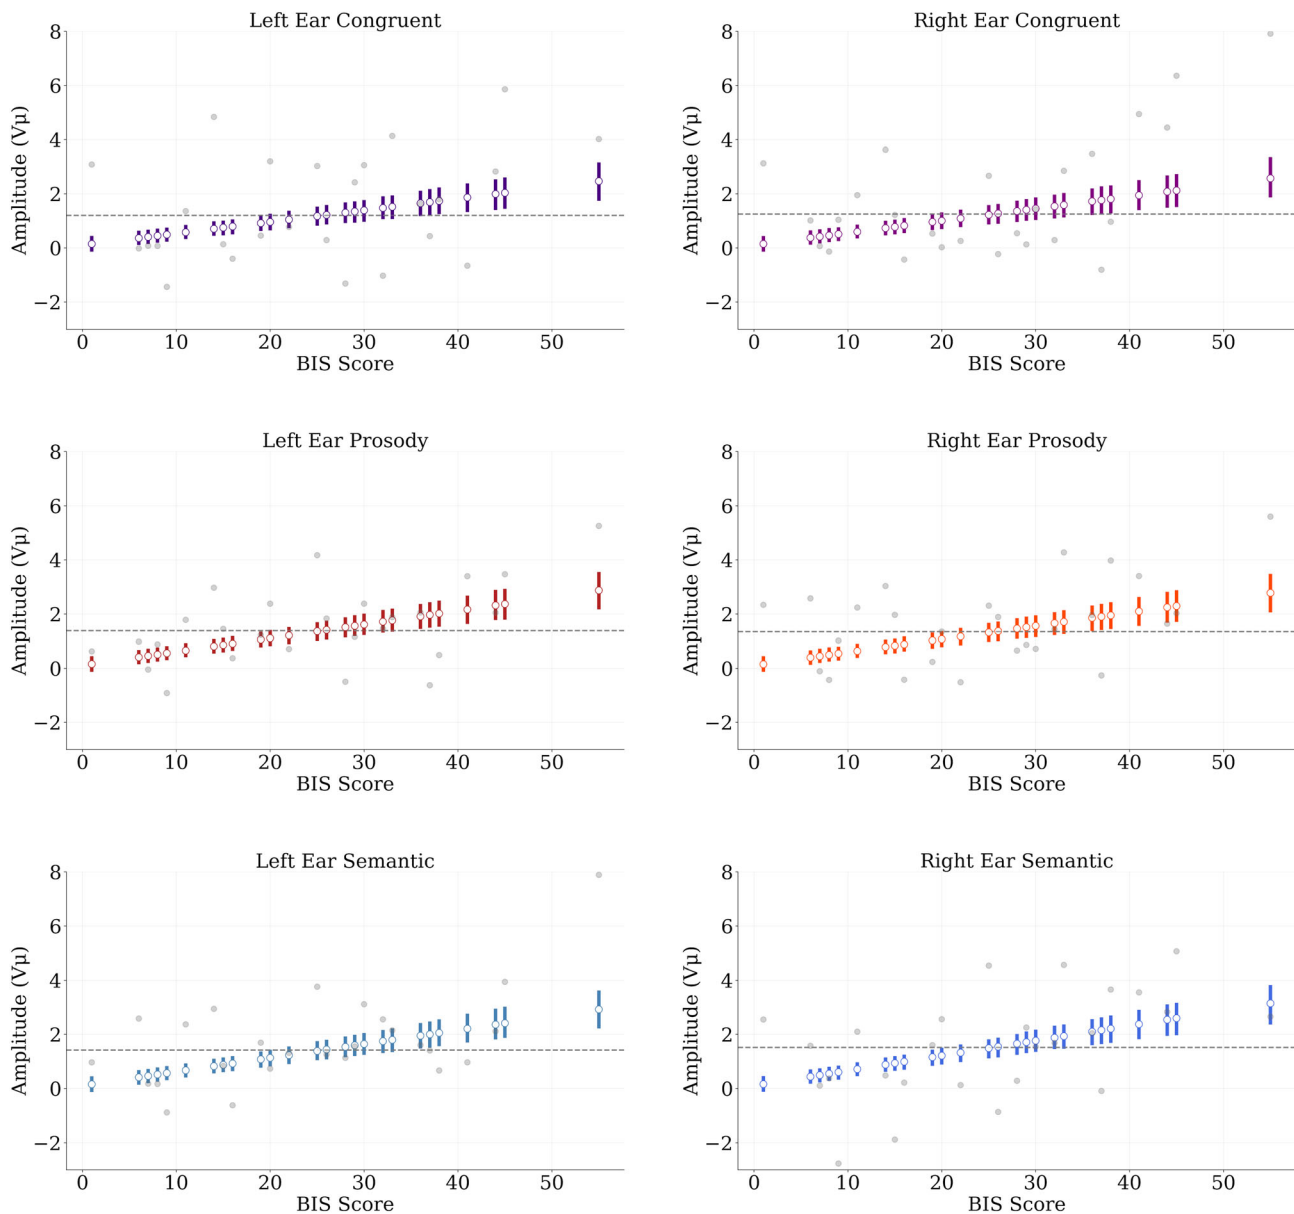 Left Ear Congruent
Amplitude (Vμ)
8
6
4
2
0
−2
0 10 20 30 40 50
BIS Score
Right Ear Congruent
Amplitude (Vμ)
8
6
4
2
0
−2
0 10 20 30 40 50
BIS Score
Left Ear Prosody
Amplitude (Vμ)
8
6
4
2
0
−2
0 10 20 30 40 50
BIS Score
Right Ear Prosody
Amplitude (Vμ)
8
6
4
2
0
−2
0 10 20 30 40 50
BIS Score
Left Ear Semantic
Amplitude (Vμ)
8
6
4
2
0
−2
0 10 20 30 40 50
BIS Score
Right Ear Semantic
Amplitude (Vμ)
8
6
4
2
0
−2
0 10 20 30 40 50
BIS Score